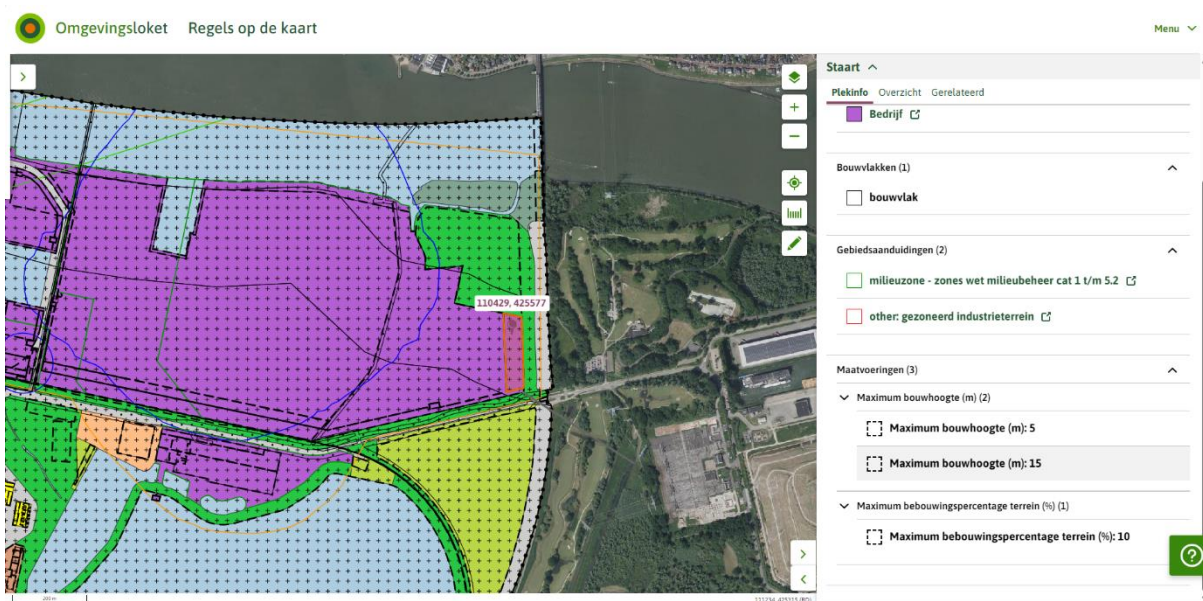 Omgevingsloket Regels op de kaart
Menu
Staart
Plekinfo Overzicht Gerelateerd
Bedrijf
Bouwvlakken (1)
bouwvlak
Gebiedsaanduidingen (2)
milieuzone - zones wet milieubeheer cat 1 t/m 5.2
other: gezoneerd industrieterrein
110429, 425577
Maatvoeringen (3)
Maximum bouwhoogte (m) (2)
Maximum bouwhoogte (m): 5
Maximum bouwhoogte (m): 15
Maximum bebouwingspercentage terrein (%) (1)
Maximum bebouwingspercentage terrein (%): 10